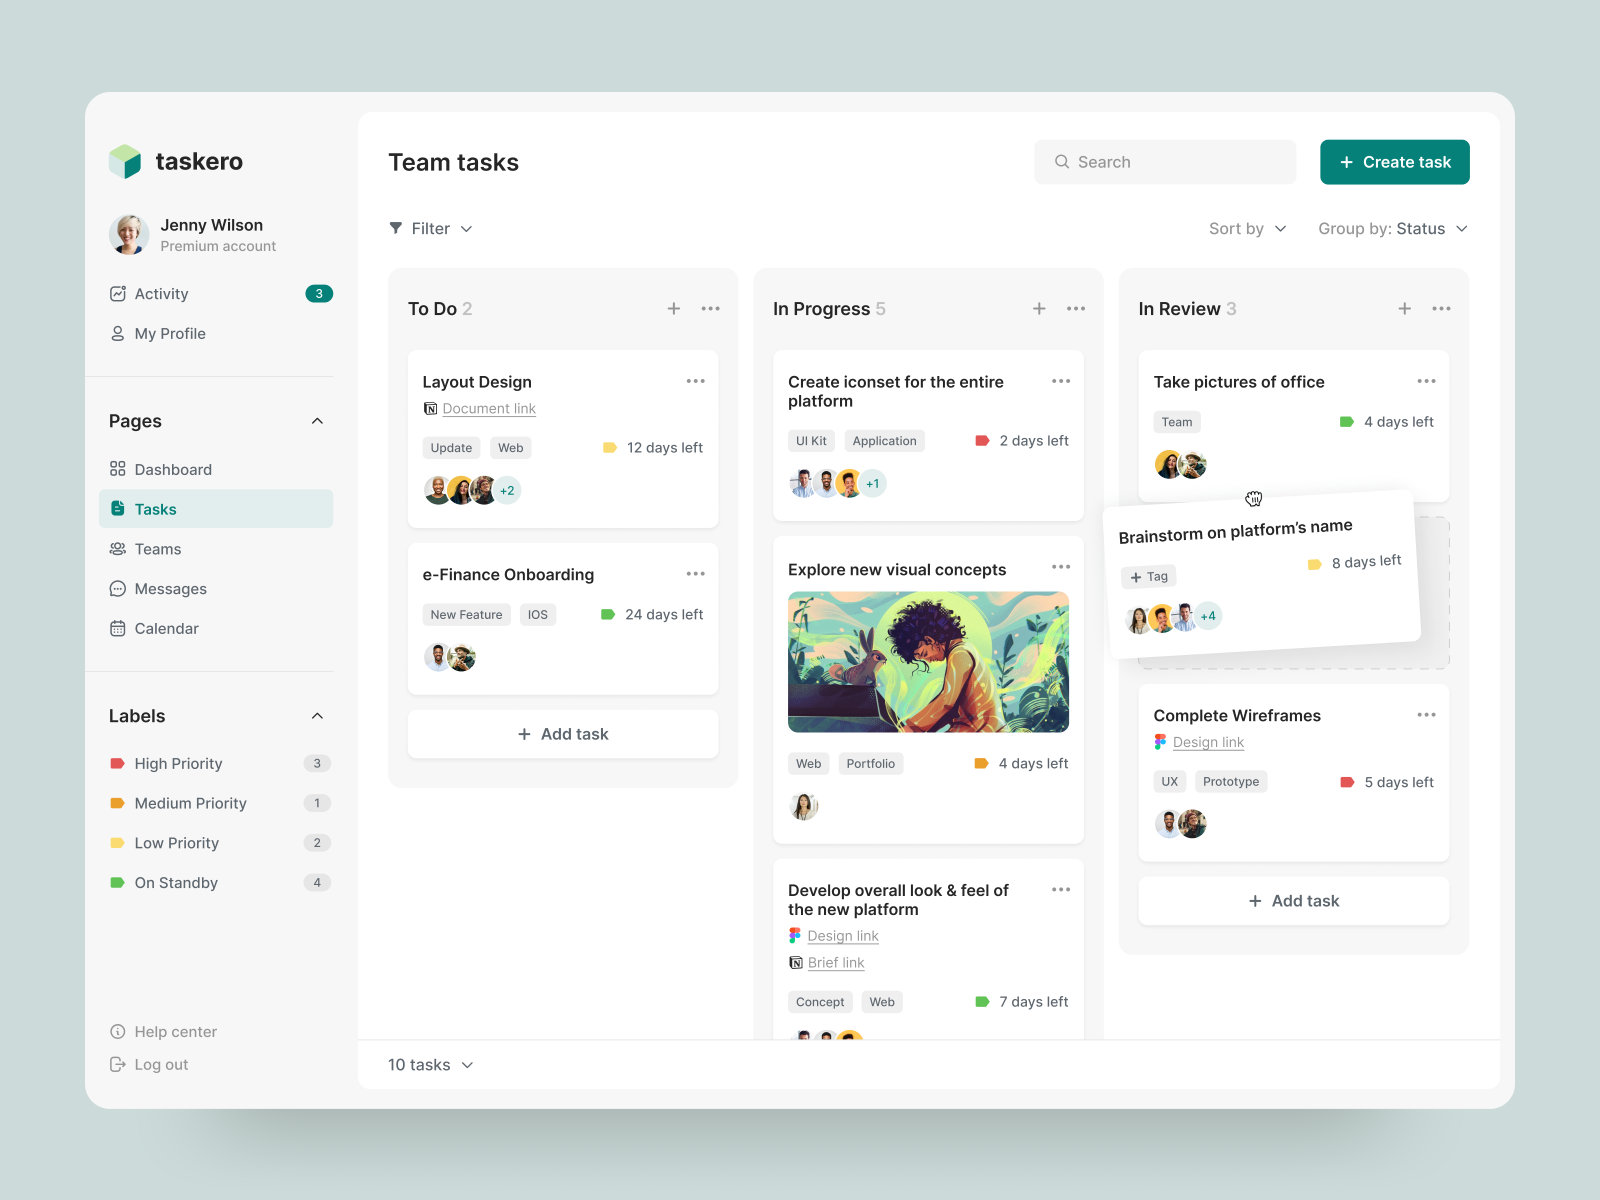 taskero
Jenny Wilson
Premium account
Activity 3
My Profile
Pages
Dashboard
Tasks
Teams
Messages
Calendar
Labels
High Priority 3
Medium Priority 1
Low Priority 2
On Standby 4
Help center
Log out
Team tasks
Search
+ Create task
Filter
Sort by
Group by: Status
To Do 2
Layout Design
Document link
Update Web 12 days left
+2
e-Finance Onboarding
New Feature IOS 24 days left
+ Add task
In Progress 5
Create iconset for the entire
platform
UI Kit Application 2 days left
+1
Explore new visual concepts
Web Portfolio 4 days left
Develop overall look & feel of
the new platform
Design link
Brief link
Concept Web 7 days left
In Review 3
Take pictures of office
Team 4 days left
Brainstorm on platform's name
+ Tag 8 days left
+4
Complete Wireframes
Design link
UX Prototype 5 days left
+ Add task
10 tasks